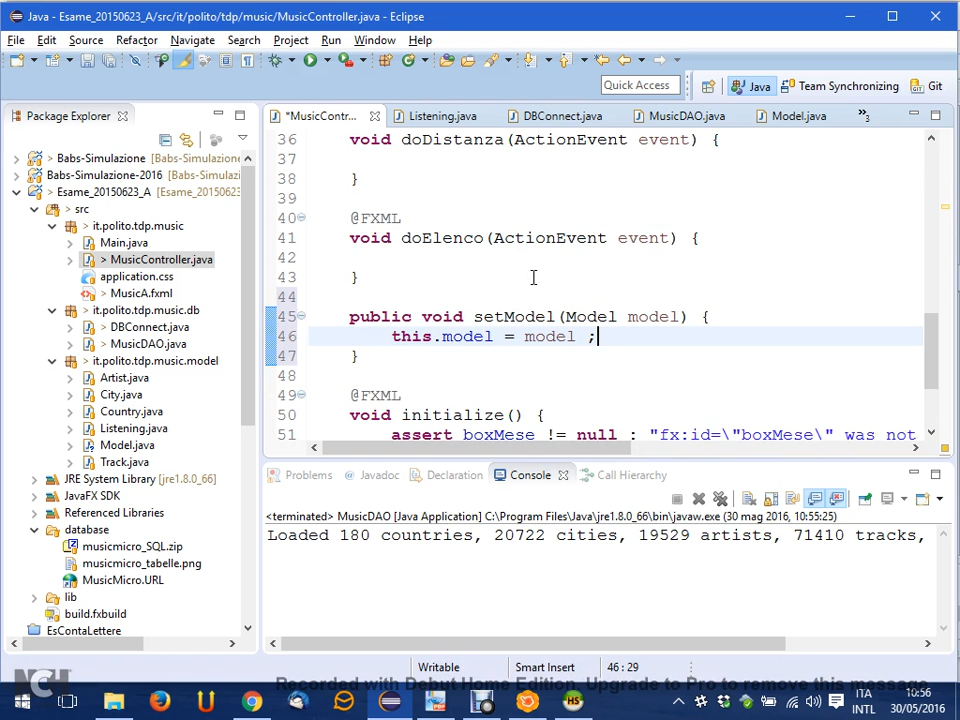 Java - Esame_20150623_A/src/it/polito/tdp/music/MusicController.java - Eclipse
File Edit Source Refactor Navigate Search Project Run Window Help
Quick Access Java Team Synchronizing Git
Package Explorer
> Babs-Simulazione [Babs-Simulazione
Babs-Simulazione-2016 [Babs-Simulazi
> Esame_20150623_A [Esame_20150623
> src
> it.polito.tdp.music
Main.java
> MusicController.java
application.css
> MusicA.fxml
> it.polito.tdp.music.db
DBConnect.java
> MusicDAO.java
> it.polito.tdp.music.model
Artist.java
City.java
Country.java
Listening.java
Model.java
Track.java
JRE System Library [jre1.8.0_66]
JavaFX SDK
Referenced Libraries
database
musicmicro_SQL.zip
musicmicro_tabelle.png
MusicMicro.URL
lib
build.fxbuild
EsContaLettere
*MusicContr... Listening.java DBConnect.java MusicDAO.java Model.java »3
36 void doDistanza(ActionEvent event) {
37
38 }
39
40 @FXML
41 void doElenco(ActionEvent event) {
42
43 }
44
45 public void setModel(Model model) {
46 this.model = model ;
47 }
48
49 @FXML
50 void initialize() {
51 assert boxMese != null : "fx:id=\"boxMese\" was not
Problems @ Javadoc Declaration Console Call Hierarchy
<terminated> MusicDAO [Java Application] C:\Program Files\Java\jre1.8.0_66\bin\javaw.exe (30 mag 2016, 10:55:25)
Loaded 180 countries, 20722 cities, 19529 artists, 71410 tracks,
Writable Smart Insert 46 : 29
NCH
Recorded with Debut Home Edition. Upgrade to Pro to remove this message
HS
ITA
INTL
10:56
30/05/2016